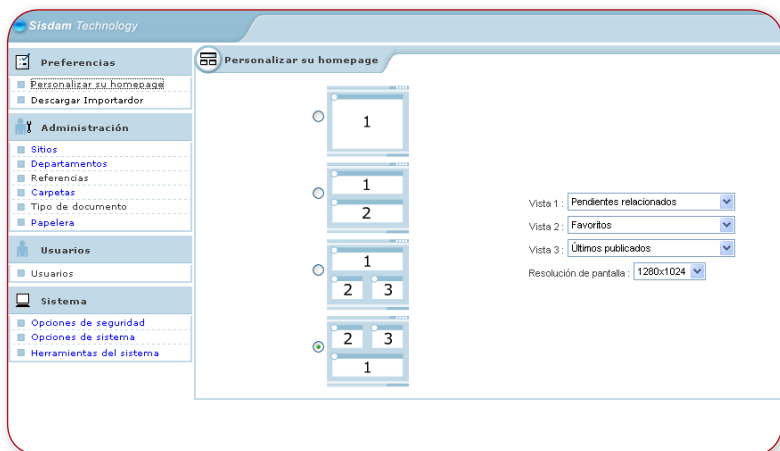 Sisdam Technology
Preferencias
Personalizar su homepage
Descargar Importardor
Administración
Sitios
Departamentos
Referencias
Carpetas
Tipo de documento
Papelera
Usuarios
Usuarios
Sistema
Opciones de seguridad
Opciones de sistema
Herramientas del sistema
Personalizar su homepage
1
1
2
1
2 3
2 3
1
Vista 1 : Pendientes relacionados
Vista 2 : Favoritos
Vista 3 : Últimos publicados
Resolución de pantalla : 1280x1024